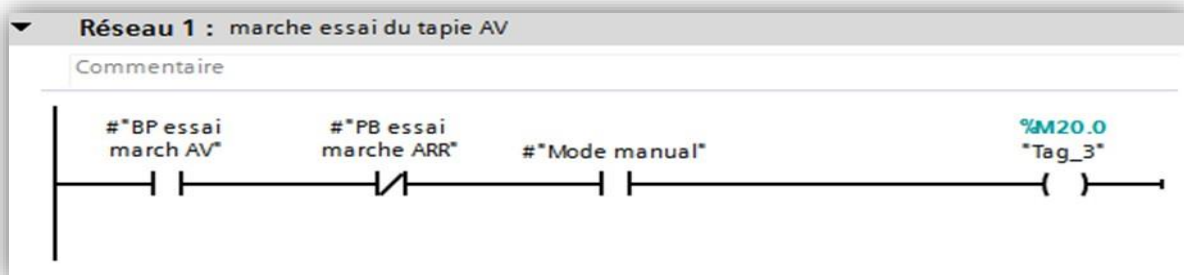 Réseau 1 : marche essai du tapie AV
Commentaire
#"BP essai
march AV"
#"PB essai
marche ARR"
#"Mode manual"
%M20.0
"Tag_3"